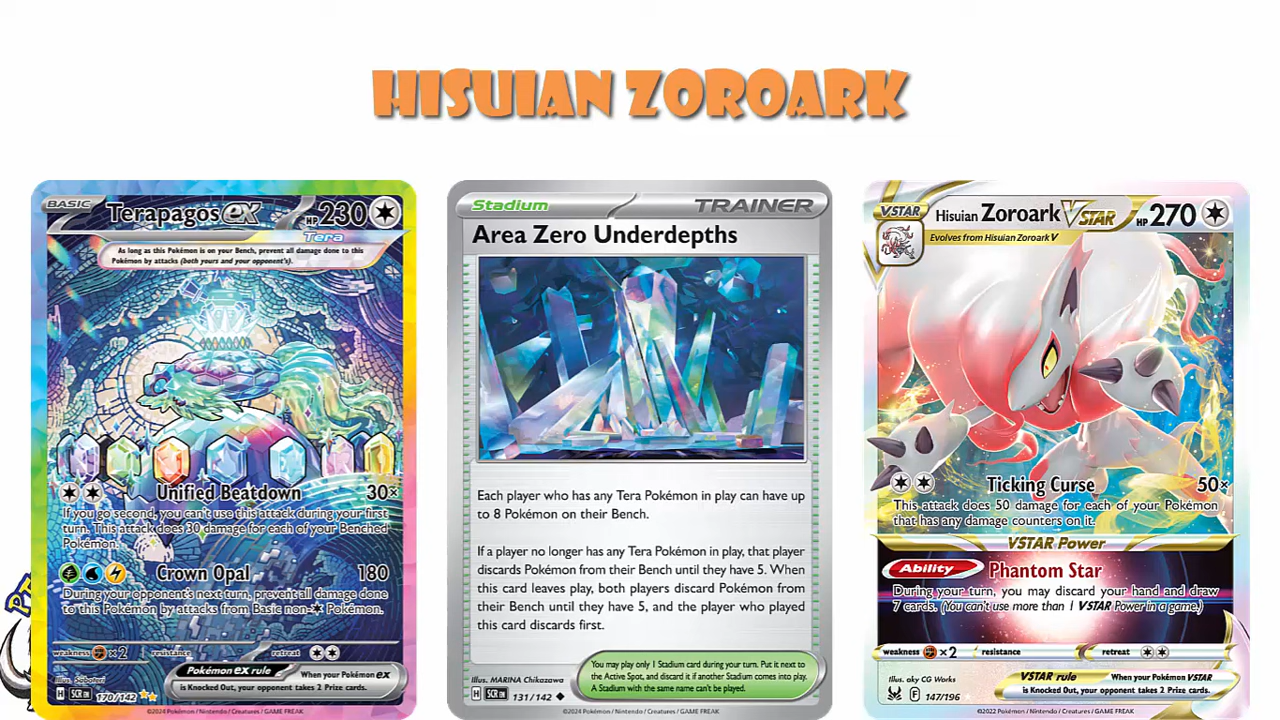 HISUIAN ZOROARK
BASIC
Terapagos ex
HP 230
Tera
As long as this Pokémon is on your Bench, prevent all damage done to this
Pokémon by attacks (both yours and your opponent's).
Unified Beatdown 30×
If you go second, you can't use this attack during your first
turn. This attack does 30 damage for each of your Benched
Pokémon.
Crown Opal 180
During your opponent's next turn, prevent all damage done
to this Pokémon by attacks from Basic non- Pokémon.
weakness ×2 resistance retreat
Pokémon ex rule
When your Pokémon ex
is Knocked Out, your opponent takes 2 Prize cards.
H SCR EN 170/142
©2024 Pokémon / Nintendo / Creatures / GAME FREAK
Stadium TRAINER
Area Zero Underdepths
Each player who has any Tera Pokémon in play can have up
to 8 Pokémon on their Bench.
If a player no longer has any Tera Pokémon in play, that player
discards Pokémon from their Bench until they have 5. When
this card leaves play, both players discard Pokémon from
their Bench until they have 5, and the player who played
this card discards first.
You may play only 1 Stadium card during your turn. Put it next to
the Active Spot, and discard it if another Stadium comes into play.
A Stadium with the same name can't be played.
Illus. MARINA Chikazawa
H SCR EN 131/142
©2024 Pokémon / Nintendo / Creatures / GAME FREAK
VSTAR
Hisuian Zoroark VSTAR
HP 270
Evolves from Hisuian Zoroark V
Ticking Curse 50×
This attack does 50 damage for each of your Pokémon
that has any damage counters on it.
VSTAR Power
Ability Phantom Star
During your turn, you may discard your hand and draw
7 cards. (You can't use more than 1 VSTAR Power in a game.)
weakness ×2 resistance retreat
Illus. aky CG Works
VSTAR rule
When your Pokémon VSTAR
is Knocked Out, your opponent takes 2 Prize cards.
F 147/196
©2022 Pokémon / Nintendo / Creatures / GAME FREAK